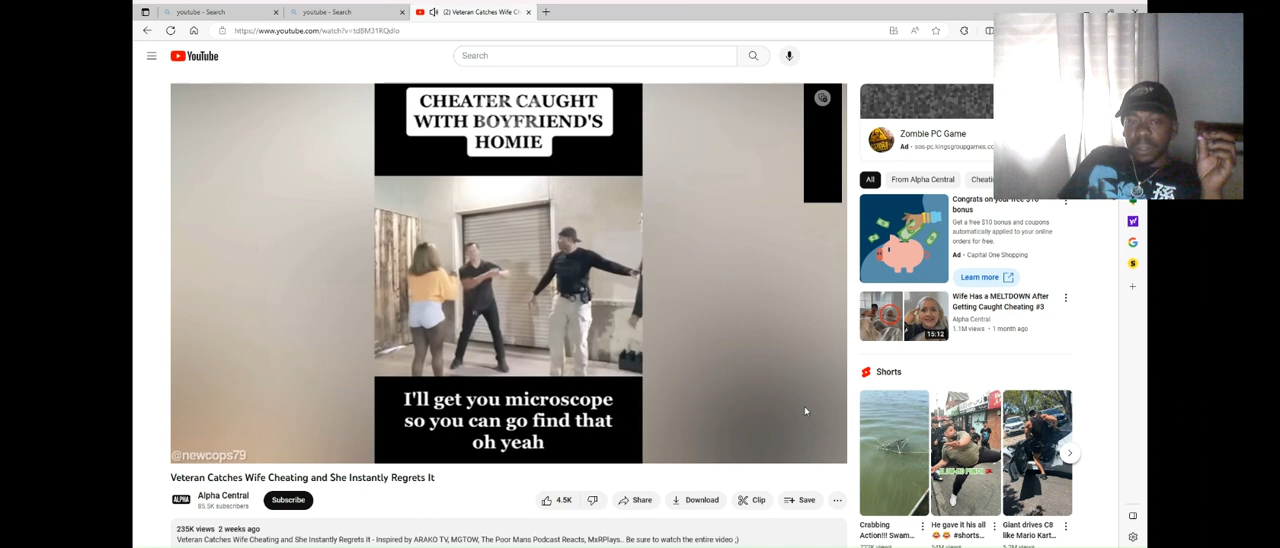 youtube - Search
youtube - Search
(2) Veteran Catches Wife Ch
https://www.youtube.com/watch?v=td8M31RQdIo
YouTube
Search
CHEATER CAUGHT
WITH BOYFRIEND'S
HOMIE
I'll get you microscope
so you can go find that
oh yeah
@newcops79
Veteran Catches Wife Cheating and She Instantly Regrets It
ALPHA
Alpha Central
85.5K subscribers
Subscribe
4.5K
Share
Download
Clip
Save
235K views 2 weeks ago
Veteran Catches Wife Cheating and She Instantly Regrets It - Inspired by ARAKO TV, MGTOW, The Poor Mans Podcast Reacts, MxRPlays.. Be sure to watch the entire video ;)
Zombie PC Game
Ad · sos-pc.kingsgroupgames.co
All
From Alpha Central
Cheati
Congrats on your free $10
bonus
Get a free $10 bonus and coupons
automatically applied to your online
orders for free.
Ad · Capital One Shopping
Learn more
Wife Has a MELTDOWN After
Getting Caught Cheating #3
Alpha Central
1.1M views · 1 month ago
15:12
Shorts
Crabbing
Action!!! Swam...
He gave it his all
#shorts...
Giant drives C8
like Mario Kart...